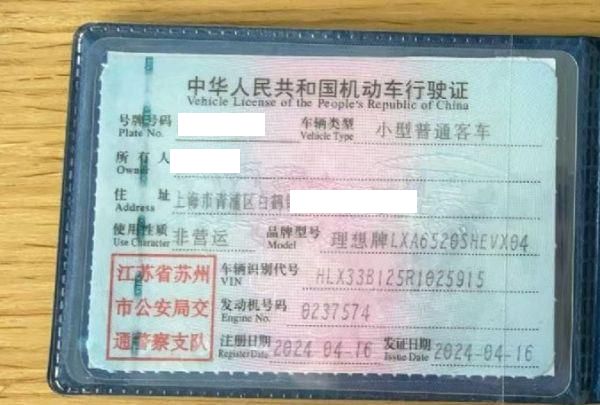 中华人民共和国机动车行驶证
Vehicle License of the People's Republic of China
号牌号码 车辆类型 小型普通客车
Plate No. Vehicle Type
所有人
Owner
住 址 上海市青浦区白鹤
Address
使用性质 非营运 品牌型号 理想牌LXA6520SHEVX04
Use Character Model
江苏省苏州 车辆识别代号 HLX33B125R1025915
VIN
市公安局交 发动机号码 0237574
Engine No.
通警察支队 注册日期 2024-04-16 发证日期 2024-04-16
Register Date Issue Date